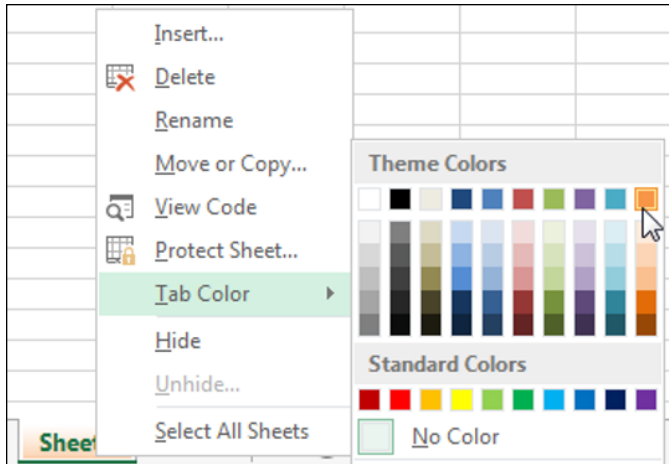 Insert...
Delete
Rename
Move or Copy...
View Code
Protect Sheet...
Tab Color
Hide
Unhide...
Select All Sheets
Theme Colors
Standard Colors
No Color
Sheet